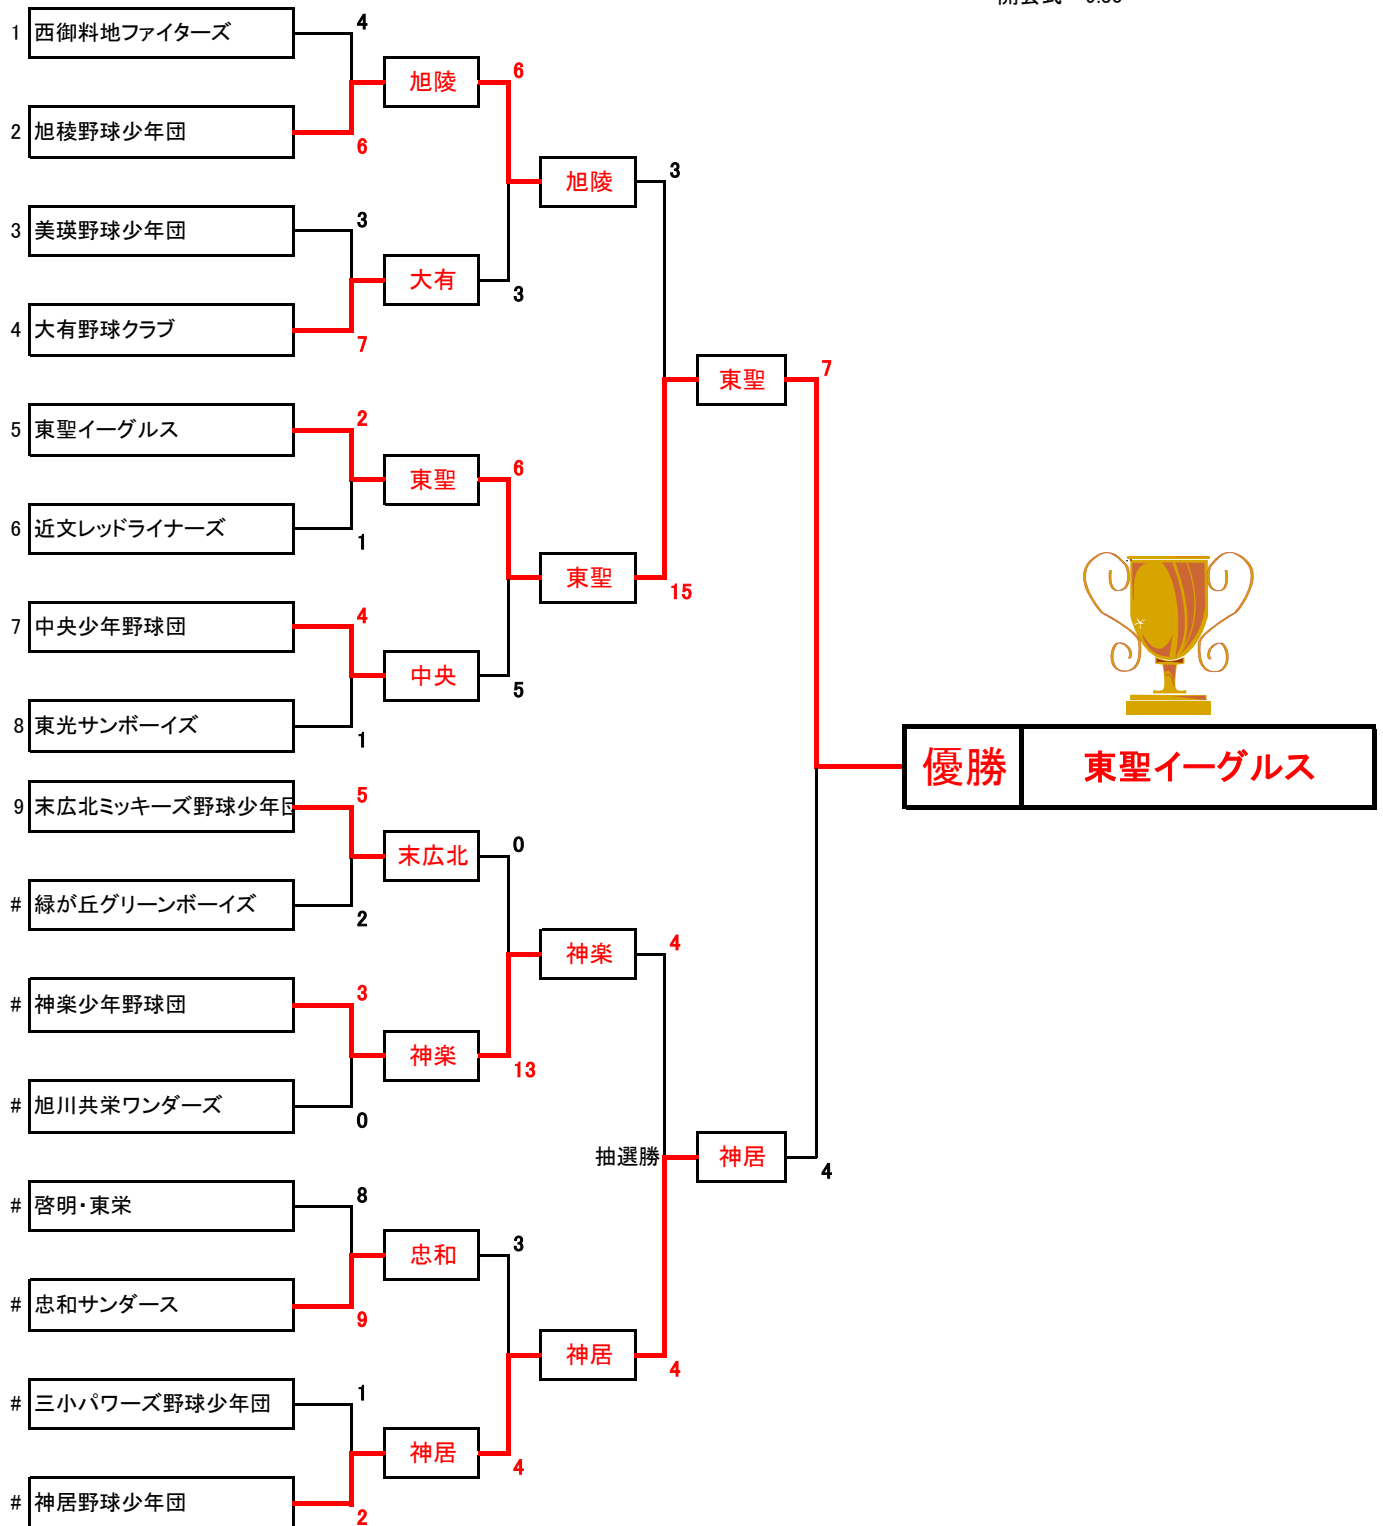 1 西御料地ファイターズ 4
旭陵 6
2 旭稜野球少年団 6
旭陵 3
3 美瑛野球少年団 3
大有 3
4 大有野球クラブ 7
東聖 7
5 東聖イーグルス 2
東聖 6
6 近文レッドライナーズ 1
東聖 15
7 中央少年野球団 4
中央 5
8 東光サンボーイズ 1
優勝 東聖イーグルス
9 末広北ミッキーズ野球少年団 5
末広北 0
# 緑が丘グリーンボーイズ 2
神楽 4
# 神楽少年野球団 3
神楽 13
# 旭川共栄ワンダーズ 0
抽選勝 神居 4
# 啓明・東栄 8
忠和 3
# 忠和サンダース 9
神居 4
# 三小パワーズ野球少年団 1
神居 4
# 神居野球少年団 2